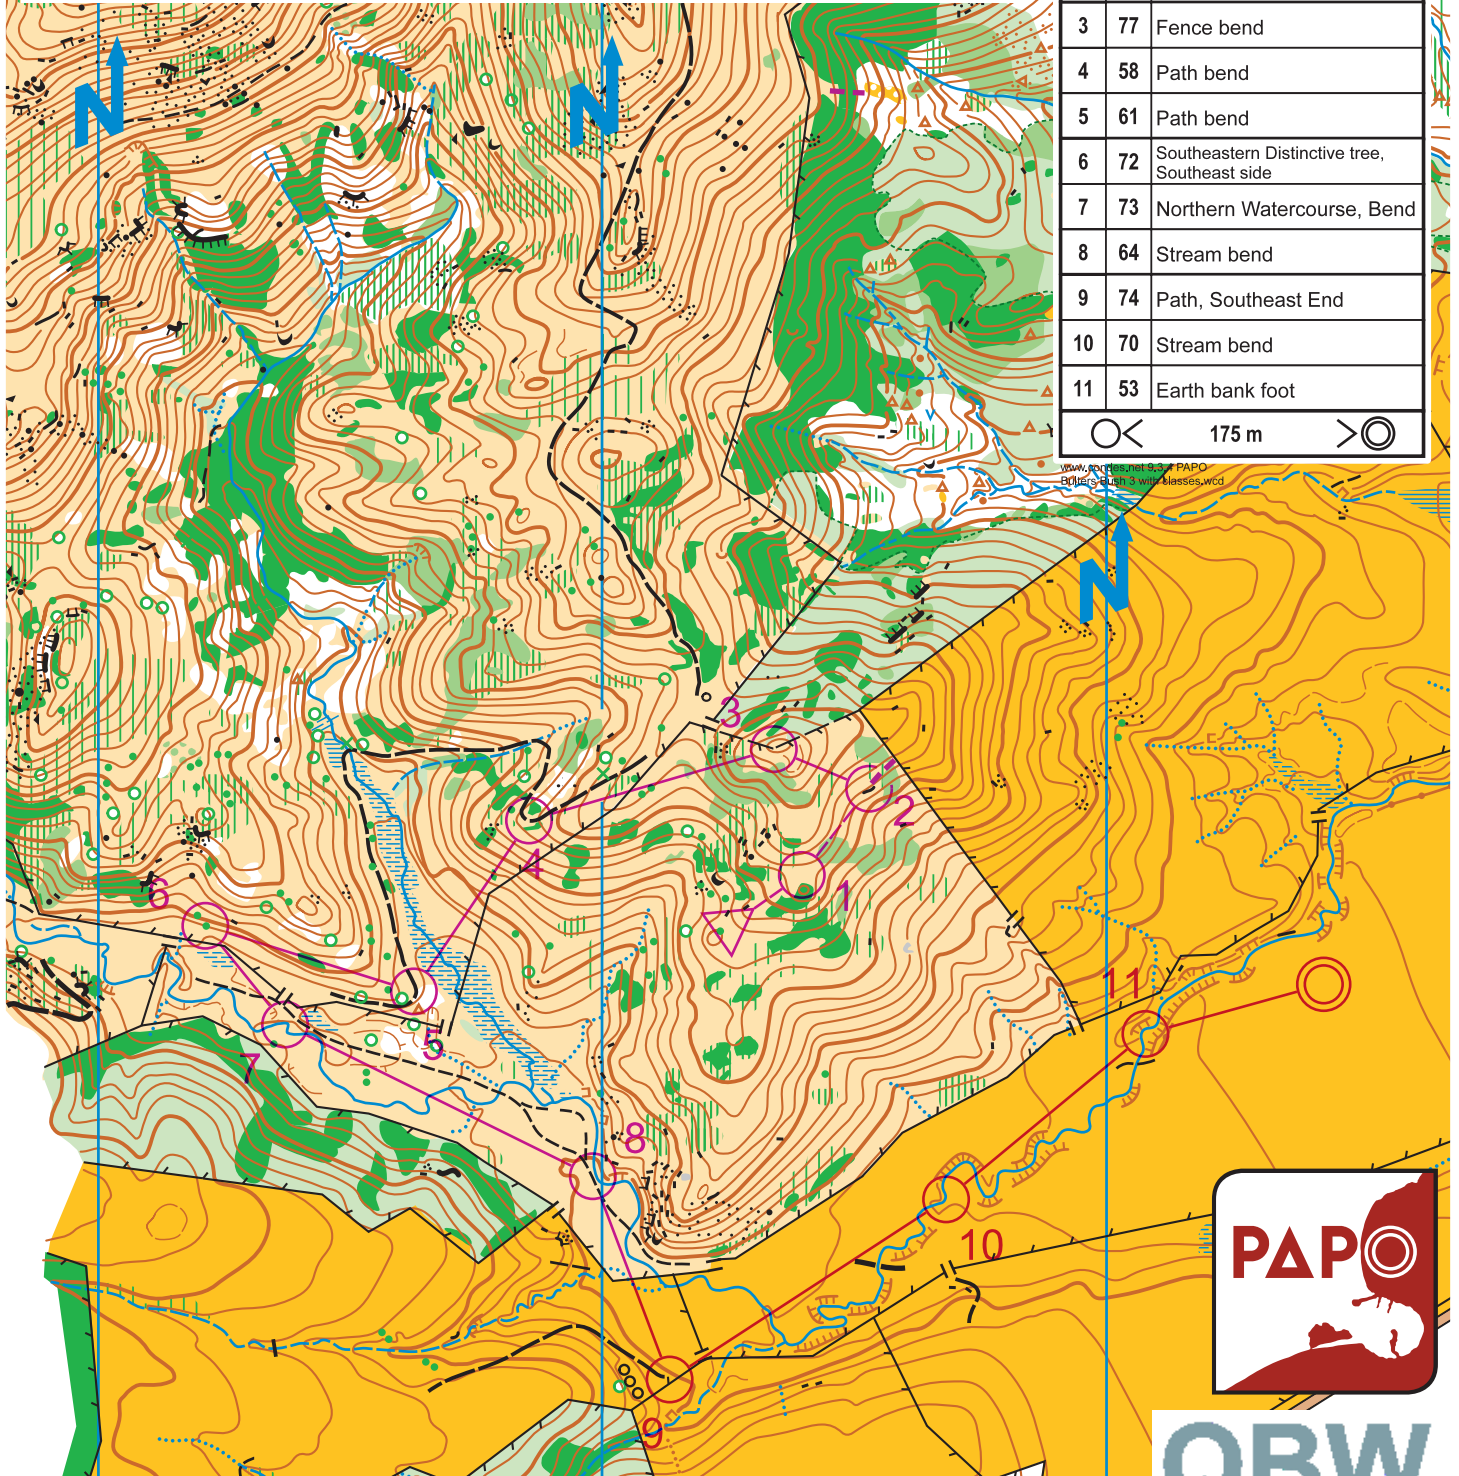 3 77 Fence bend
4 58 Path bend
5 61 Path bend
6 72 Southeastern Distinctive tree,
Southeast side
7 73 Northern Watercourse, Bend
8 64 Stream bend
9 74 Path, Southeast End
10 70 Stream bend
11 53 Earth bank foot
175 m
www.condes.net 9.3.4 PAPO
Butlers Bush 3 with classes.wcd
N
N
N
3
2
4
1
6
11
5
7
8
10
9
PAPO
OBW